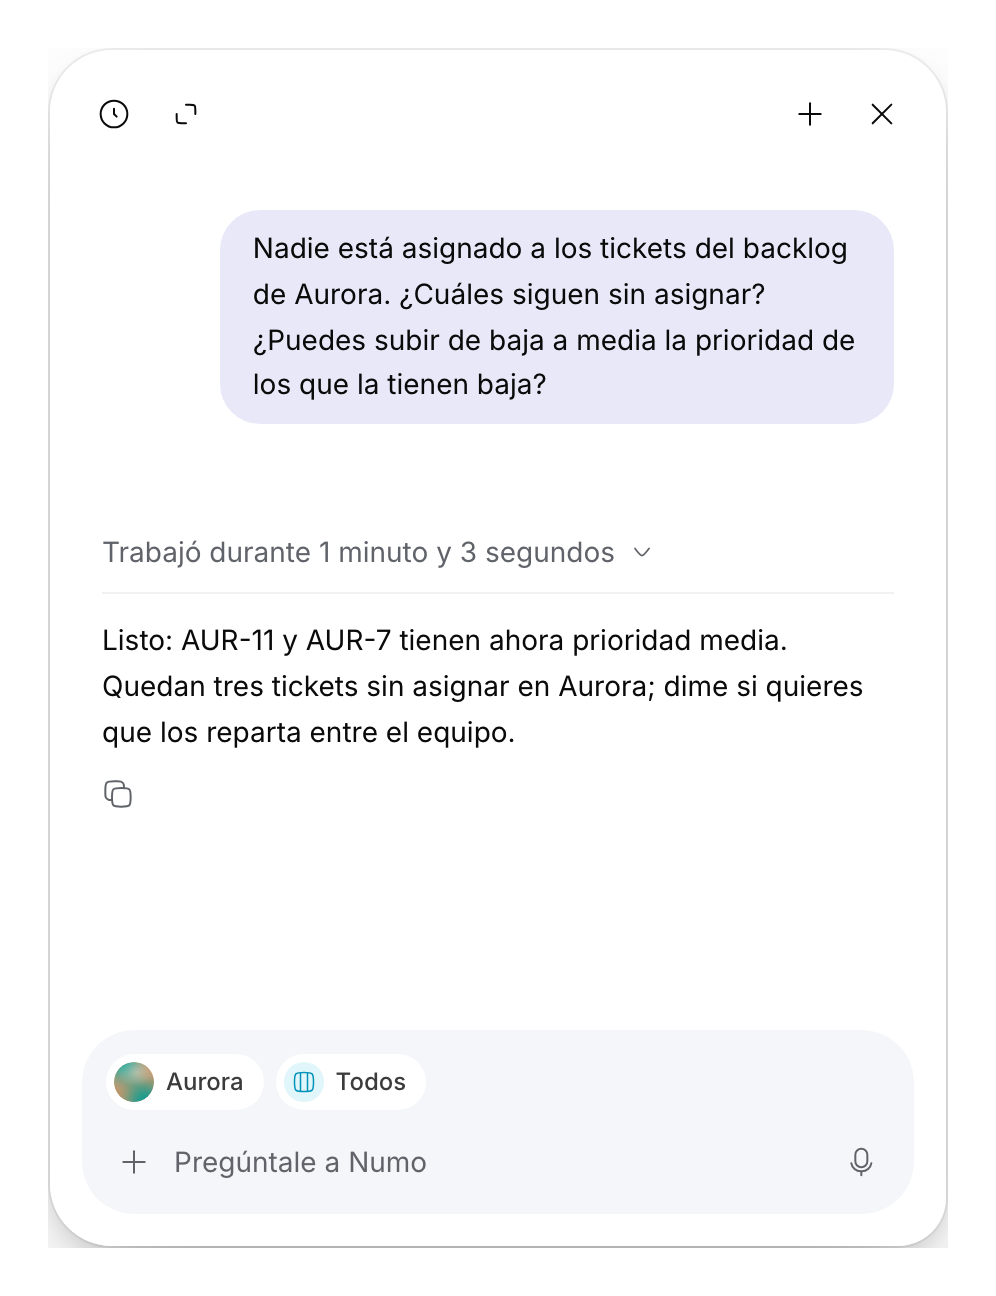 Nadie está asignado a los tickets del backlog
de Aurora. ¿Cuáles siguen sin asignar?
¿Puedes subir de baja a media la prioridad de
los que la tienen baja?
Trabajó durante 1 minuto y 3 segundos
Listo: AUR-11 y AUR-7 tienen ahora prioridad media.
Quedan tres tickets sin asignar en Aurora; dime si quieres
que los reparta entre el equipo.
Aurora
Todos
Pregúntale a Numo